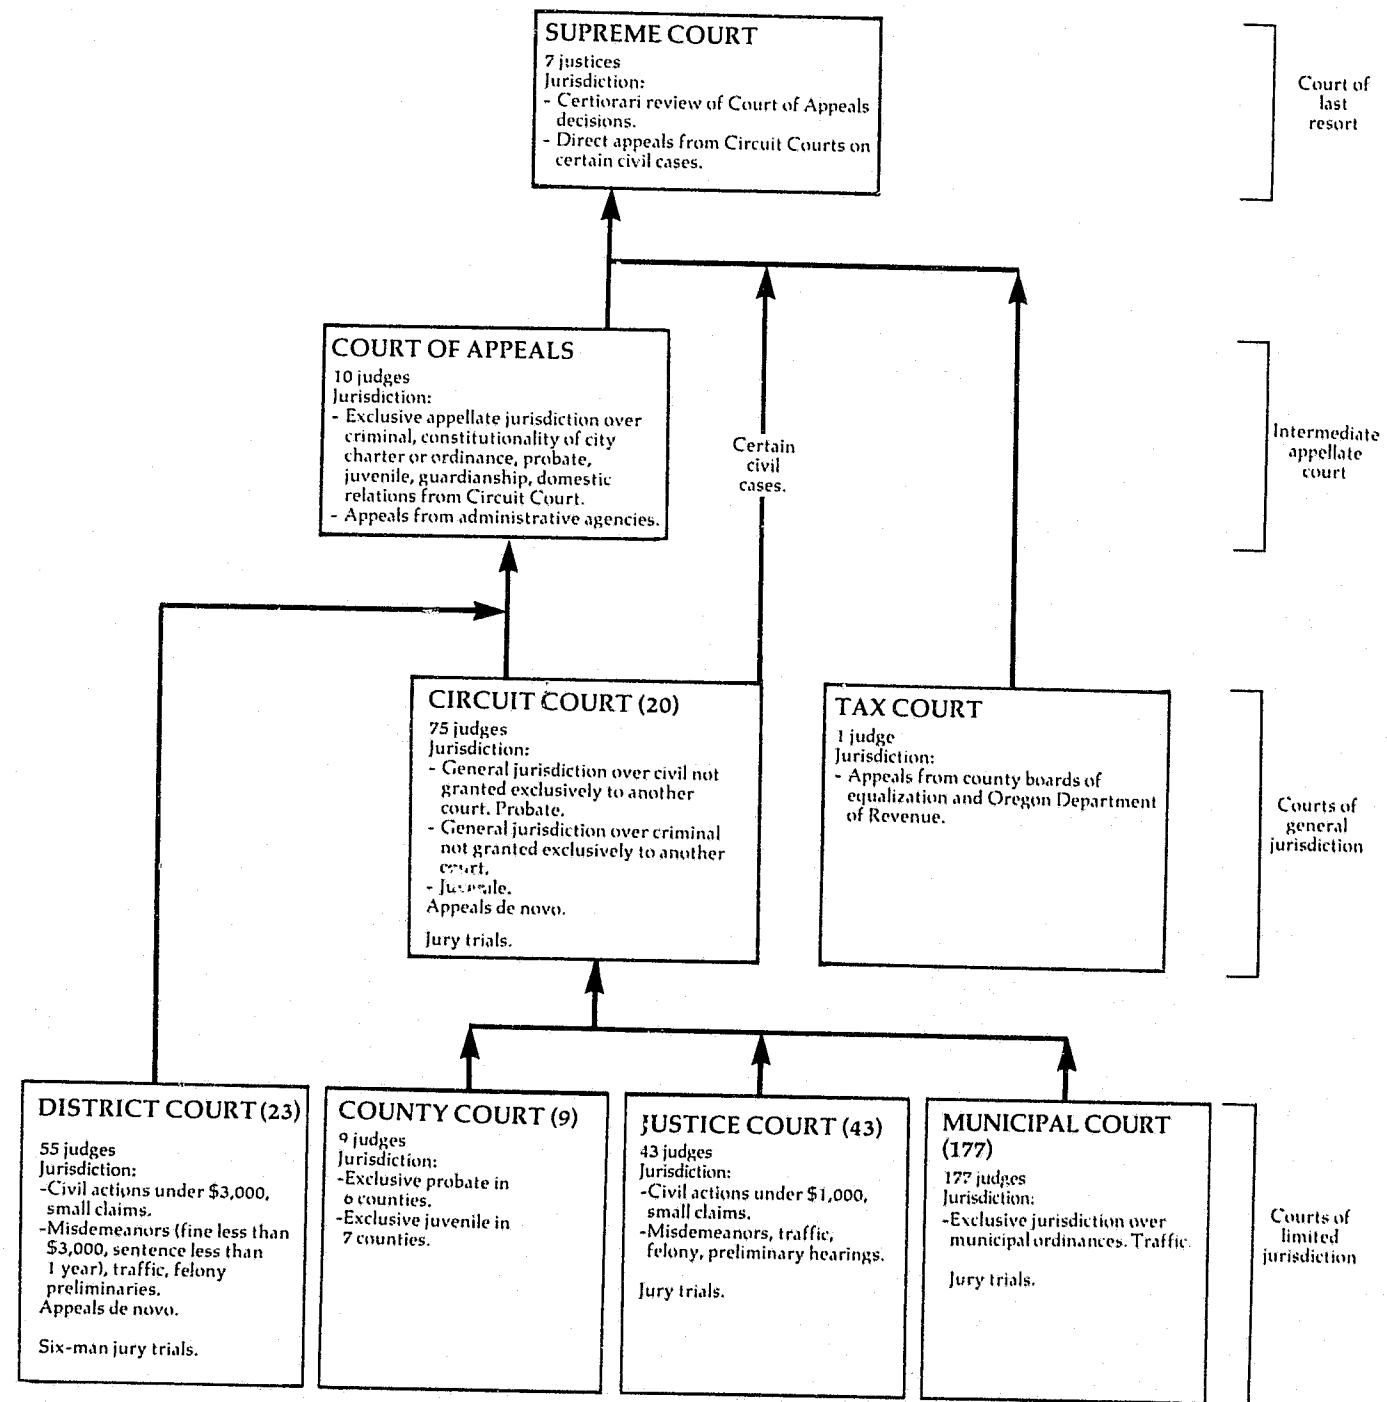 SUPREME COURT
7 justices
Jurisdiction:
- Certiorari review of Court of Appeals
decisions.
- Direct appeals from Circuit Courts on
certain civil cases.
Court of
last
resort
COURT OF APPEALS
10 judges
Jurisdiction:
- Exclusive appellate jurisdiction over
criminal, constitutionality of city
charter or ordinance, probate,
juvenile, guardianship, domestic
relations from Circuit Court.
- Appeals from administrative agencies.
Certain
civil
cases.
Intermediate
appellate
court
CIRCUIT COURT (20)
75 judges
Jurisdiction:
- General jurisdiction over civil not
granted exclusively to another
court. Probate.
- General jurisdiction over criminal
not granted exclusively to another
court.
- Juvenile.
Appeals de novo.
Jury trials.
TAX COURT
1 judge
Jurisdiction:
- Appeals from county boards of
equalization and Oregon Department
of Revenue.
Courts of
general
jurisdiction
DISTRICT COURT (23)
55 judges
Jurisdiction:
-Civil actions under $3,000,
small claims.
-Misdemeanors (fine less than
$3,000, sentence less than
1 year), traffic, felony
preliminaries.
Appeals de novo.
Six-man jury trials.
COUNTY COURT (9)
9 judges
Jurisdiction:
-Exclusive probate in
6 counties.
-Exclusive juvenile in
7 counties.
JUSTICE COURT (43)
43 judges
Jurisdiction:
-Civil actions under $1,000,
small claims.
-Misdemeanors, traffic,
felony, preliminary hearings.
Jury trials.
MUNICIPAL COURT
(177)
177 judges
Jurisdiction:
-Exclusive jurisdiction over
municipal ordinances. Traffic.
Jury trials.
Courts of
limited
jurisdiction